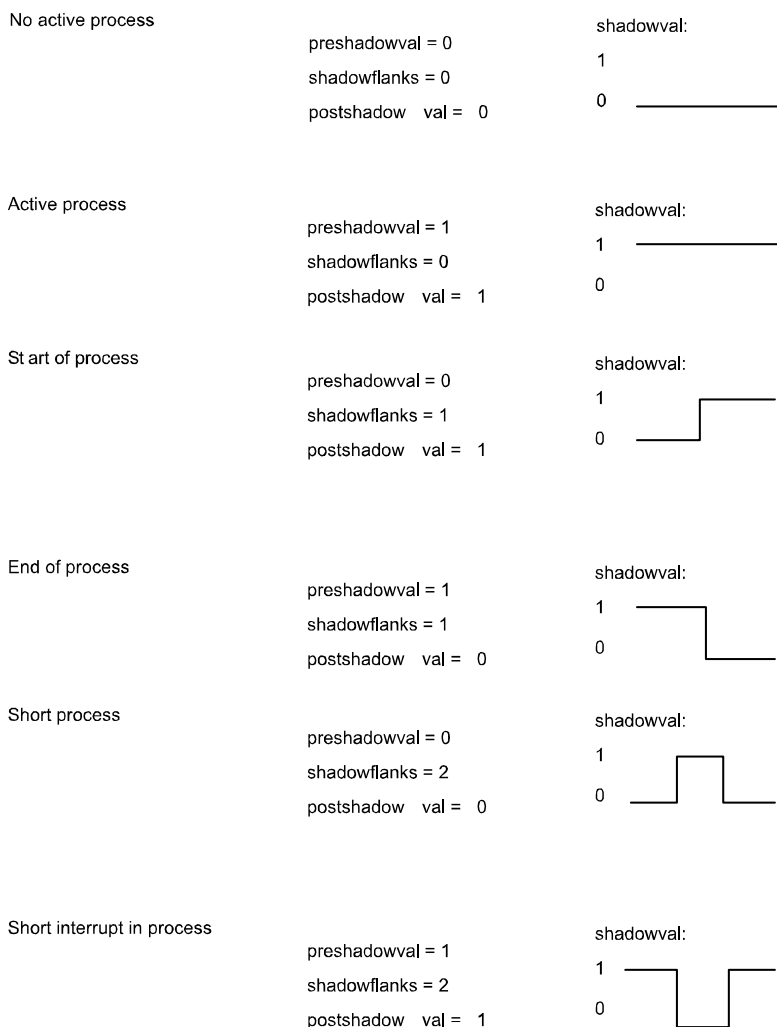 No active process
preshadowval = 0
shadowflanks = 0
postshadow val = 0
shadowval:
1
0
Active process
preshadowval = 1
shadowflanks = 0
postshadow val = 1
shadowval:
1
0
St art of process
preshadowval = 0
shadowflanks = 1
postshadow val = 1
shadowval:
1
0
End of process
preshadowval = 1
shadowflanks = 1
postshadow val = 0
shadowval:
1
0
Short process
preshadowval = 0
shadowflanks = 2
postshadow val = 0
shadowval:
1
0
Short interrupt in process
preshadowval = 1
shadowflanks = 2
postshadow val = 1
shadowval:
1
0